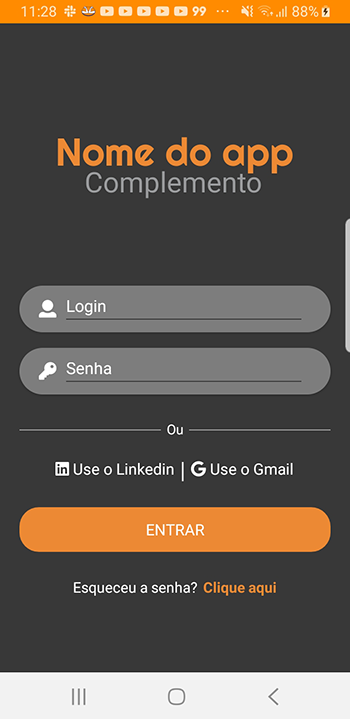 11:28 99 ... 88%
Nome do app
Complemento
Login
Senha
Ou
Use o Linkedin | Use o Gmail
ENTRAR
Esqueceu a senha? Clique aqui